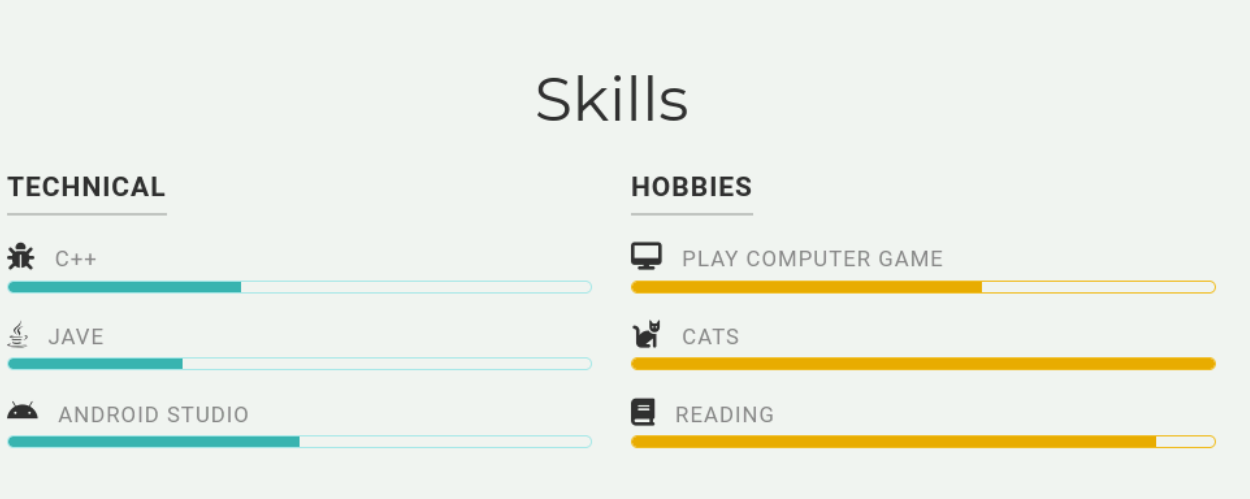 Skills
TECHNICAL
C++
JAVE
ANDROID STUDIO
HOBBIES
PLAY COMPUTER GAME
CATS
READING